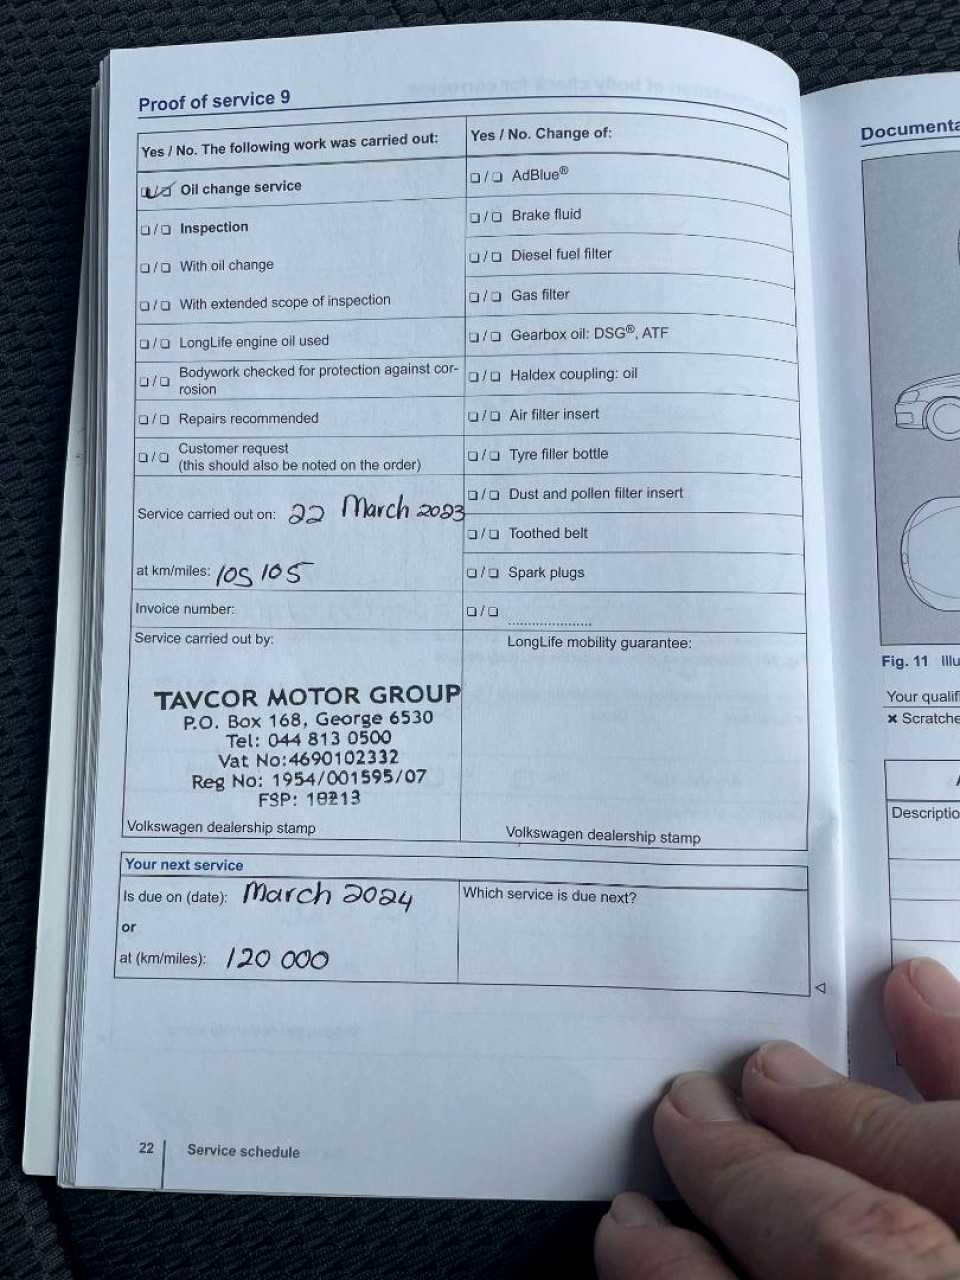 Proof of service 9
Yes / No. The following work was carried out:
☐/☐ Oil change service
☐/☐ Inspection
☐/☐ With oil change
☐/☐ With extended scope of inspection
☐/☐ LongLife engine oil used
☐/☐ Bodywork checked for protection against cor-
rosion
☐/☐ Repairs recommended
☐/☐ Customer request
(this should also be noted on the order)
Service carried out on: 22 March 2023
at km/miles: 105 105
Invoice number:
Service carried out by:
TAVCOR MOTOR GROUP
P.O. Box 168, George 6530
Tel: 044 813 0500
Vat No:4690102332
Reg No: 1954/001595/07
FSP:
Volkswagen dealership stamp
Yes / No. Change of:
☐/☐ AdBlue®
☐/☐ Brake fluid
☐/☐ Diesel fuel filter
☐/☐ Gas filter
☐/☐ Gearbox oil: DSG®, ATF
☐/☐ Haldex coupling: oil
☐/☐ Air filter insert
☐/☐ Tyre filler bottle
☐/☐ Dust and pollen filter insert
☐/☐ Toothed belt
☐/☐ Spark plugs
☐/☐ .....................
LongLife mobility guarantee:
Volkswagen dealership stamp
Your next service
Is due on (date): March 2024
or
at (km/miles): 120 000
Which service is due next?
22
Service schedule
Documenta
Fig. 11 Illu
Your qualif
× Scratche
Descriptio